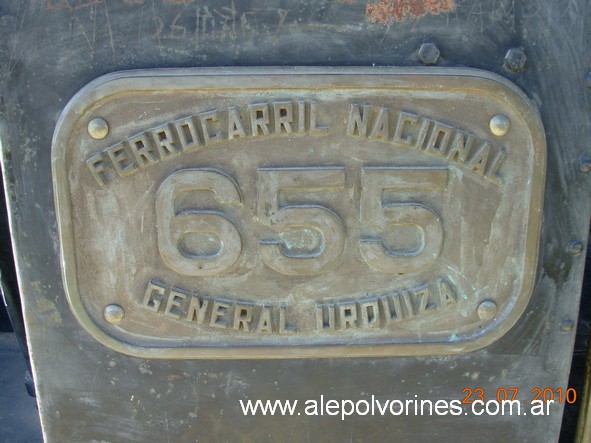 FERROCARRIL NACIONAL
655
GENERAL URQUIZA
23.07.2010
www.alepolvorines.com.ar